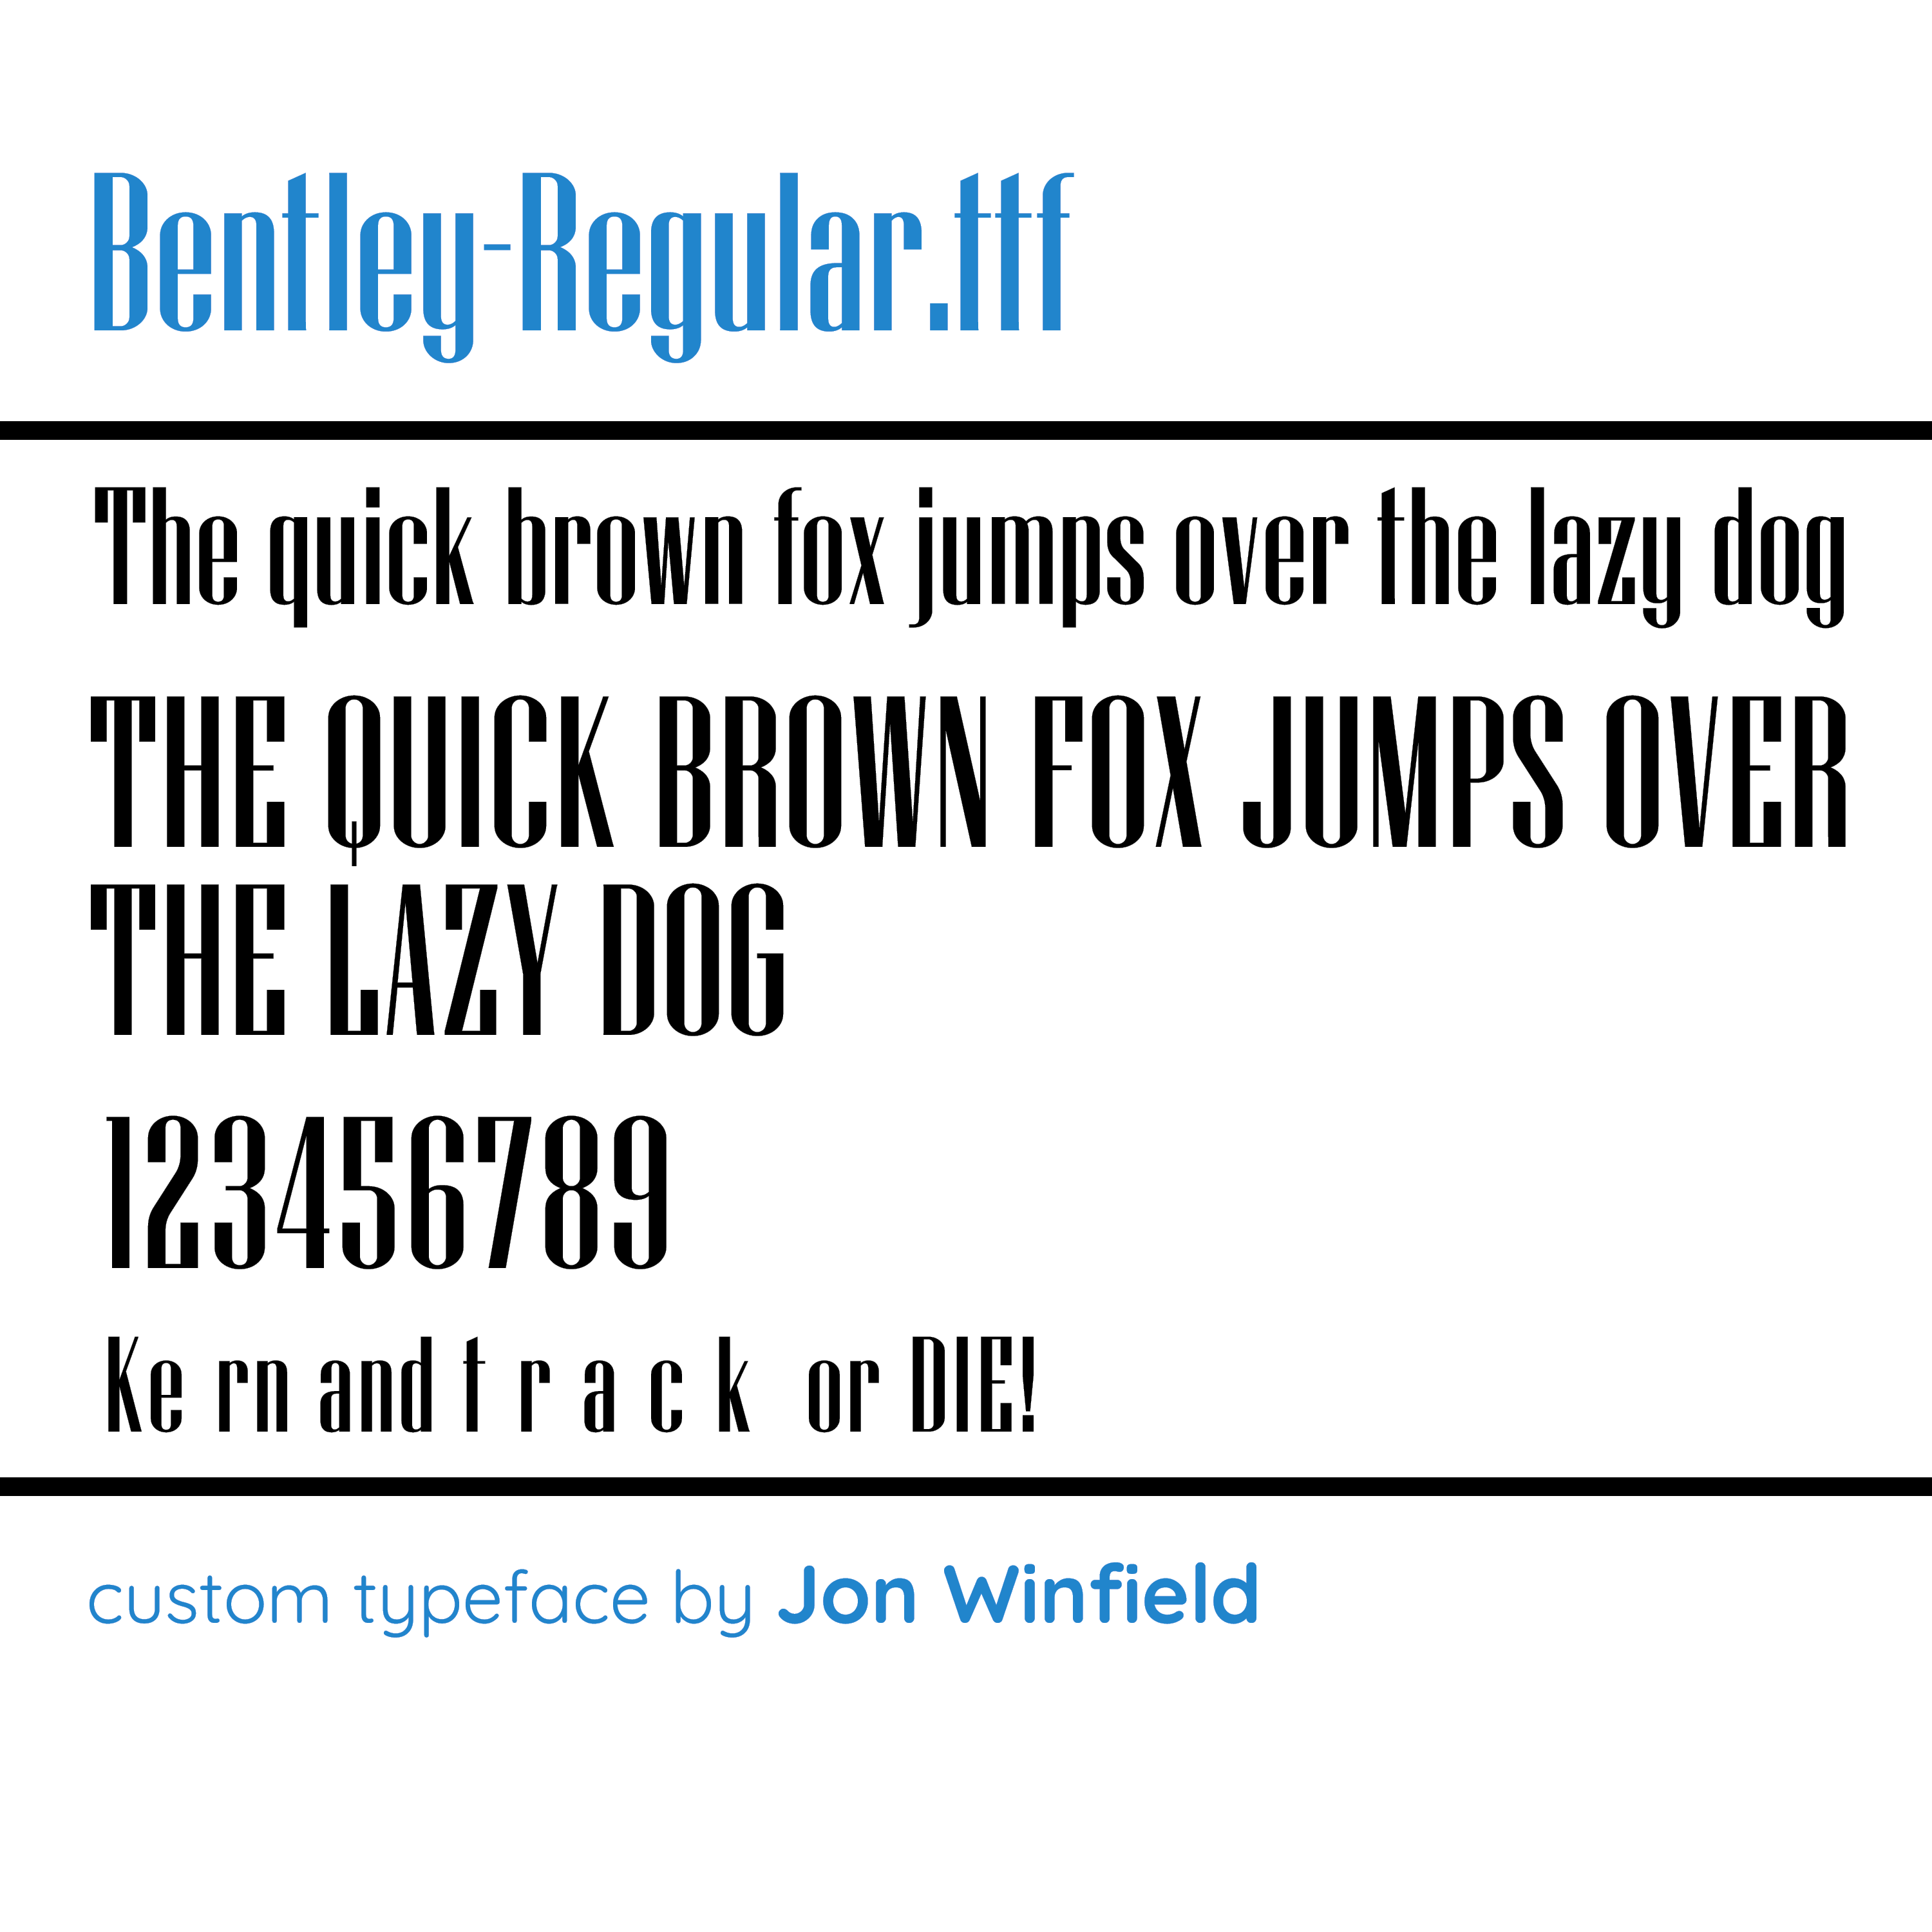 Bentley-Regular.ttf
The quick brown fox jumps over the lazy dog
THE QUICK BROWN FOX JUMPS OVER
THE LAZY DOG
123456789
Ke rn and t r a c k or DIE!
custom typeface by Jon Winfield